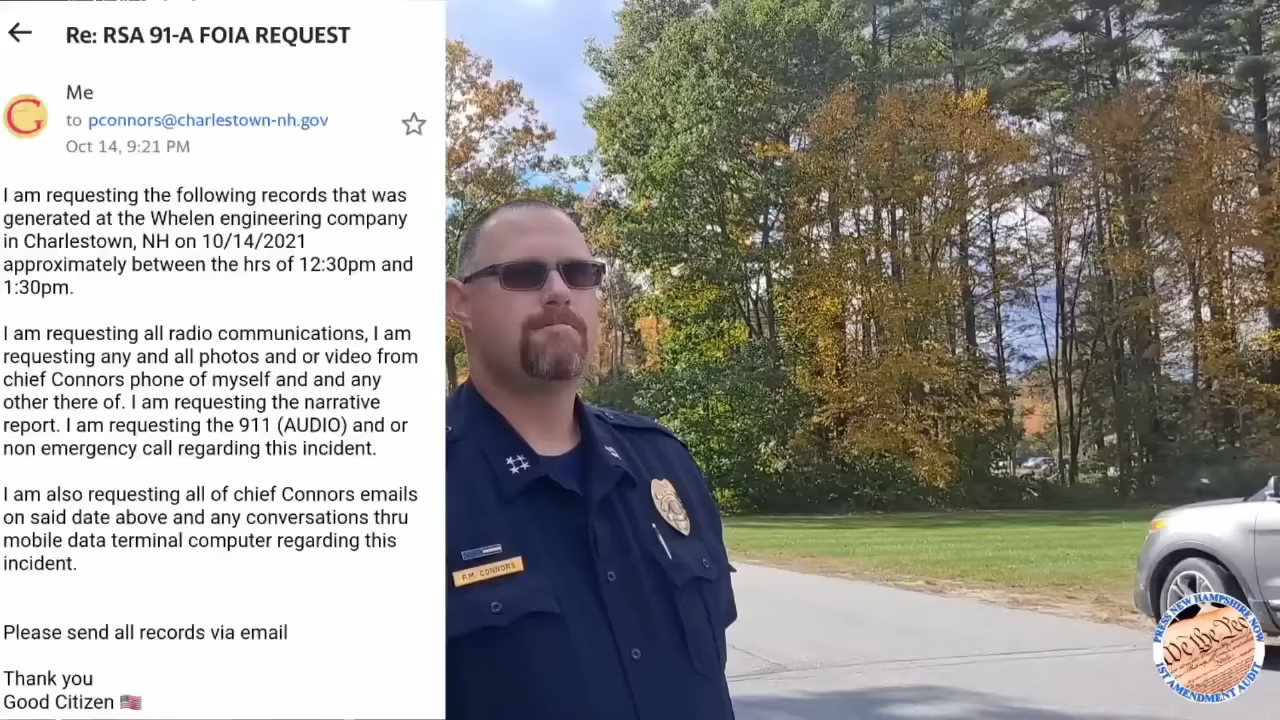 Re: RSA 91-A FOIA REQUEST
Me
to pconnors@charlestown-nh.gov
Oct 14, 9:21 PM
I am requesting the following records that was
generated at the Whelen engineering company
in Charlestown, NH on 10/14/2021
approximately between the hrs of 12:30pm and
1:30pm.
I am requesting all radio communications, I am
requesting any and all photos and or video from
chief Connors phone of myself and and any
other there of. I am requesting the narrative
report. I am requesting the 911 (AUDIO) and or
non emergency call regarding this incident.
I am also requesting all of chief Connors emails
on said date above and any conversations thru
mobile data terminal computer regarding this
incident.
Please send all records via email
Thank you
Good Citizen 🇺🇸
P.M. CONNORS
PRESS NEW HAMPSHIRE NOW
We The Peo
1ST AMENDMENT AUDIT